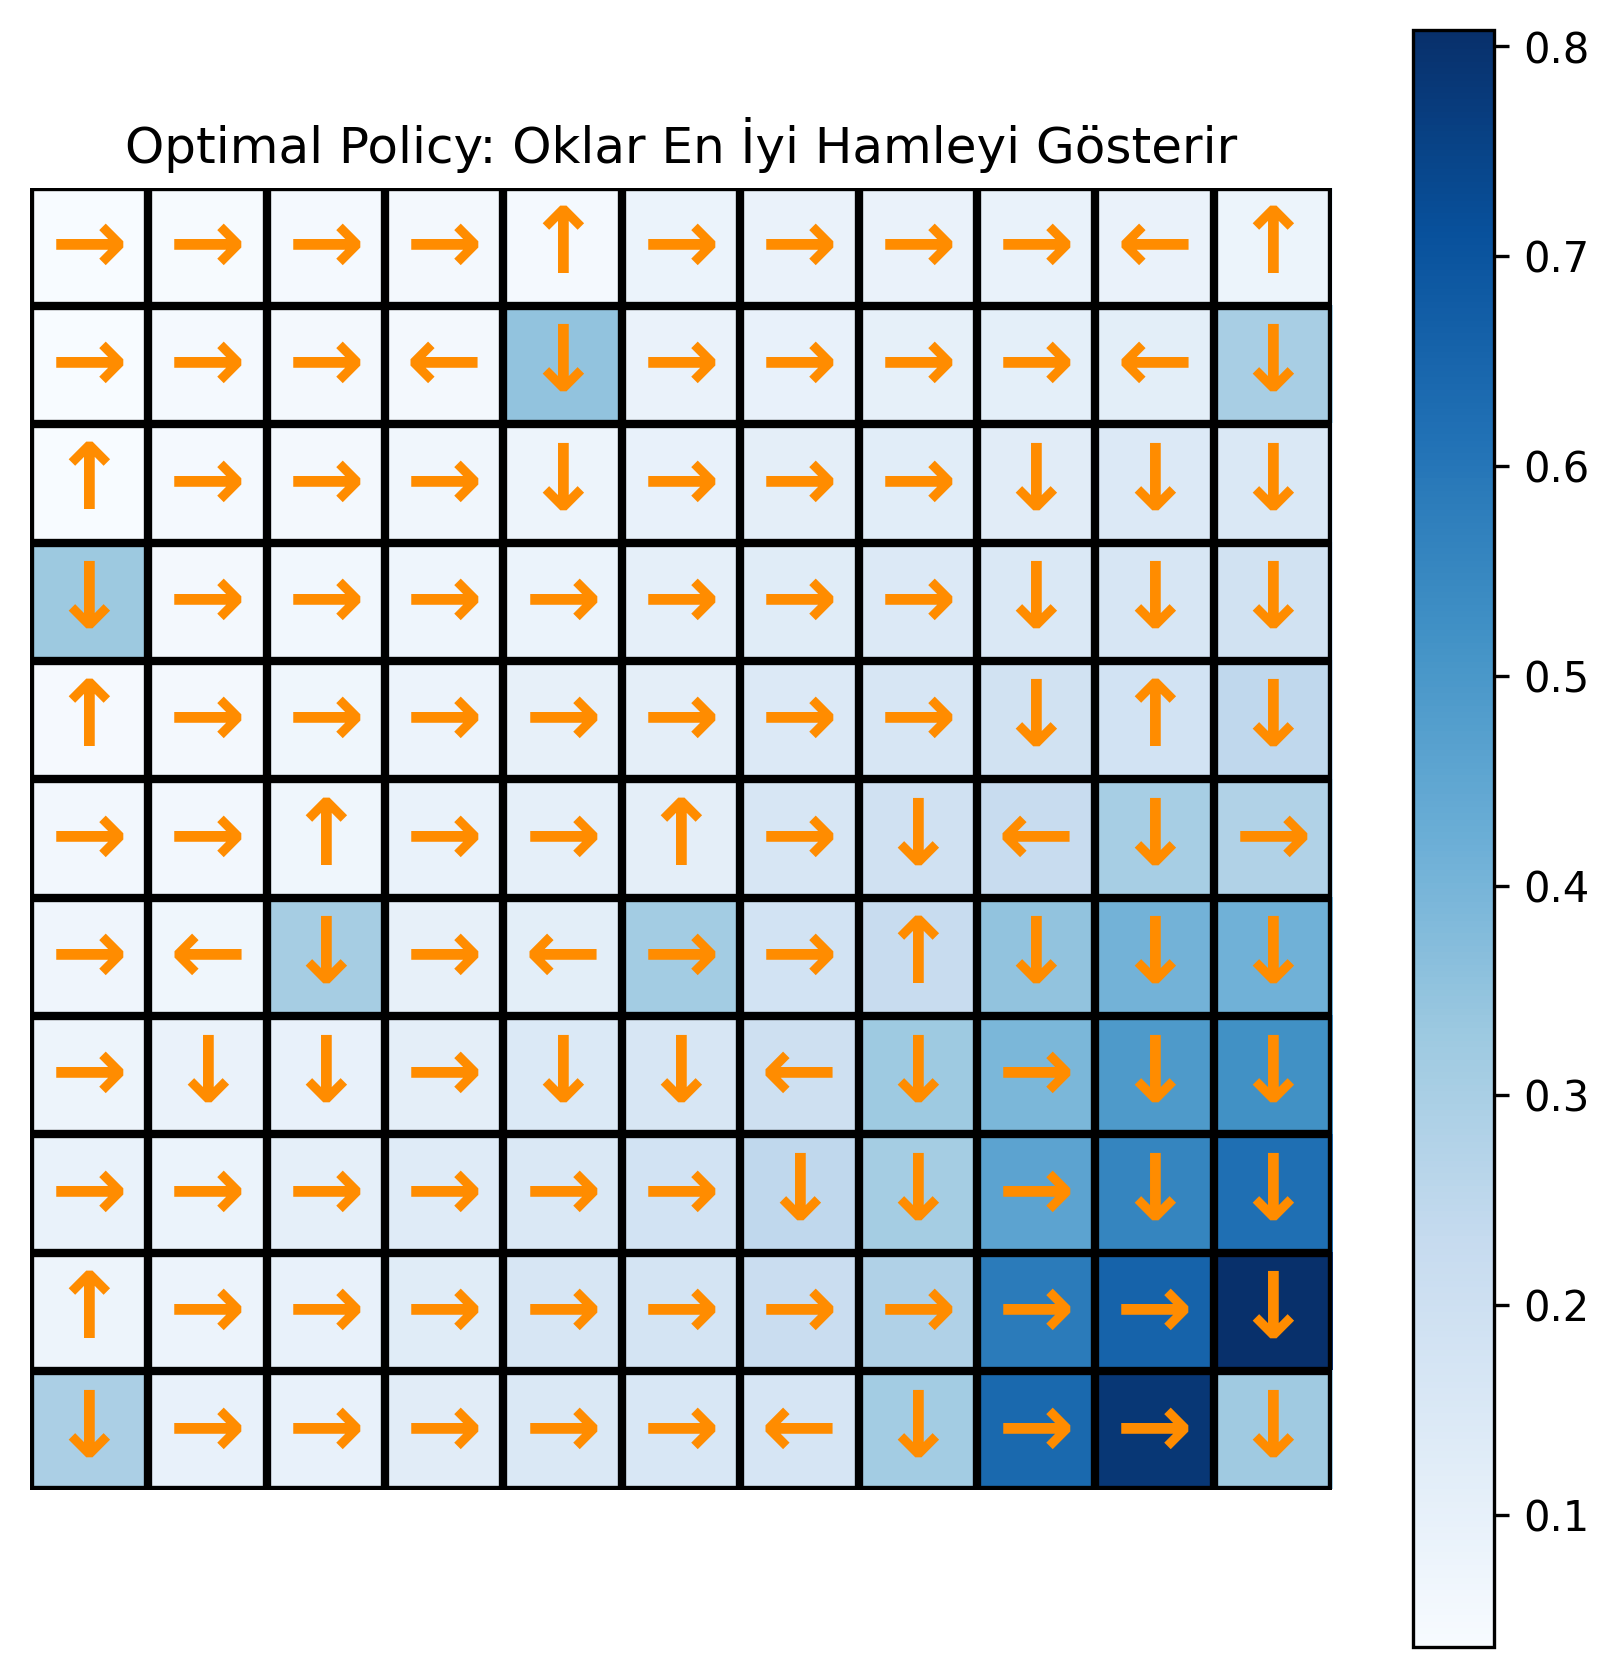 Optimal Policy: Oklar En İyi Hamleyi Gösterir
→ → → → ↑ → → → → ← ↑
→ → → ← ↓ → → → → ← ↓
↑ → → → ↓ → → → ↓ ↓ ↓
↓ → → → → → → → ↓ ↓ ↓
↑ → → → → → → → ↓ ↑ ↓
→ → ↑ → → ↑ → ↓ ← ↓ →
→ ← ↓ → ← → → ↑ ↓ ↓ ↓
→ ↓ ↓ → ↓ ↓ ← ↓ → ↓ ↓
→ → → → → → ↓ ↓ → ↓ ↓
↑ → → → → → → → → → ↓
↓ → → → → → ← ↓ → → ↓
0.8
0.7
0.6
0.5
0.4
0.3
0.2
0.1